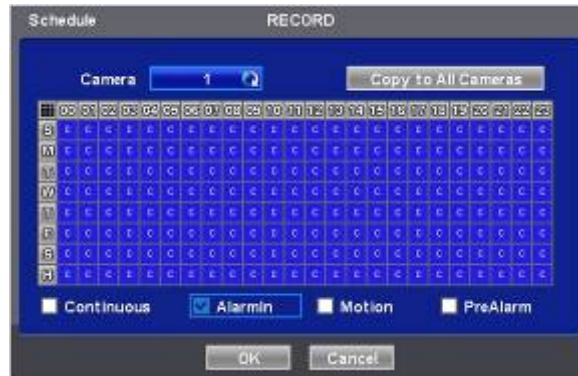 Schedule RECORD
Camera 1 Copy to All Cameras
00 01 02 03 04 05 06 07 08 09 10 11 12 13 14 15 16 17 18 19 20 21 22 23
S C C C C C C C C C C C C C C C C C C C C C C C C
M C C C C C C C C C C C C C C C C C C C C C C C C
T C C C C C C C C C C C C C C C C C C C C C C C C
W C C C C C C C C C C C C C C C C C C C C C C C C
T C C C C C C C C C C C C C C C C C C C C C C C C
F C C C C C C C C C C C C C C C C C C C C C C C C
S C C C C C C C C C C C C C C C C C C C C C C C C
H C C C C C C C C C C C C C C C C C C C C C C C C
Continuous AlarmIn Motion PreAlarm
OK Cancel